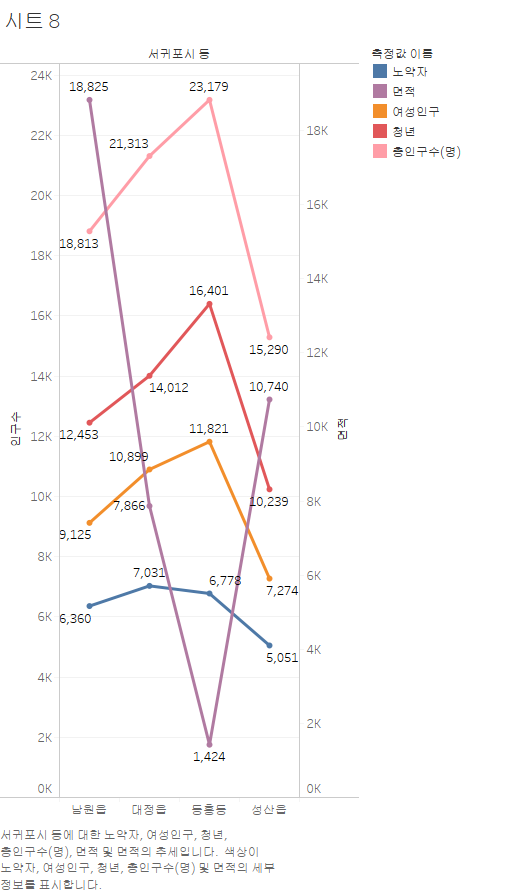 시트 8
서귀포시 등
측정값 이름
노약자
면적
여성인구
청년
총인구수(명)
인구수
24K
22K
20K
18K
16K
14K
12K
10K
8K
6K
4K
2K
0K
18,825
23,179
21,313
18,813
16,401
15,290
14,012
10,740
12,453
11,821
10,899
10,239
7,866
9,125
7,031
6,778
7,274
6,360
5,051
1,424
18K
16K
14K
12K
10K
8K
6K
4K
2K
0K
면적
남원읍 대정읍 동홍동 성산읍
서귀포시 등에 대한 노약자, 여성인구, 청년,
총인구수(명), 면적 및 면적의 추세입니다. 색상이
노약자, 여성인구, 청년, 총인구수(명) 및 면적의 세부
정보를 표시합니다.